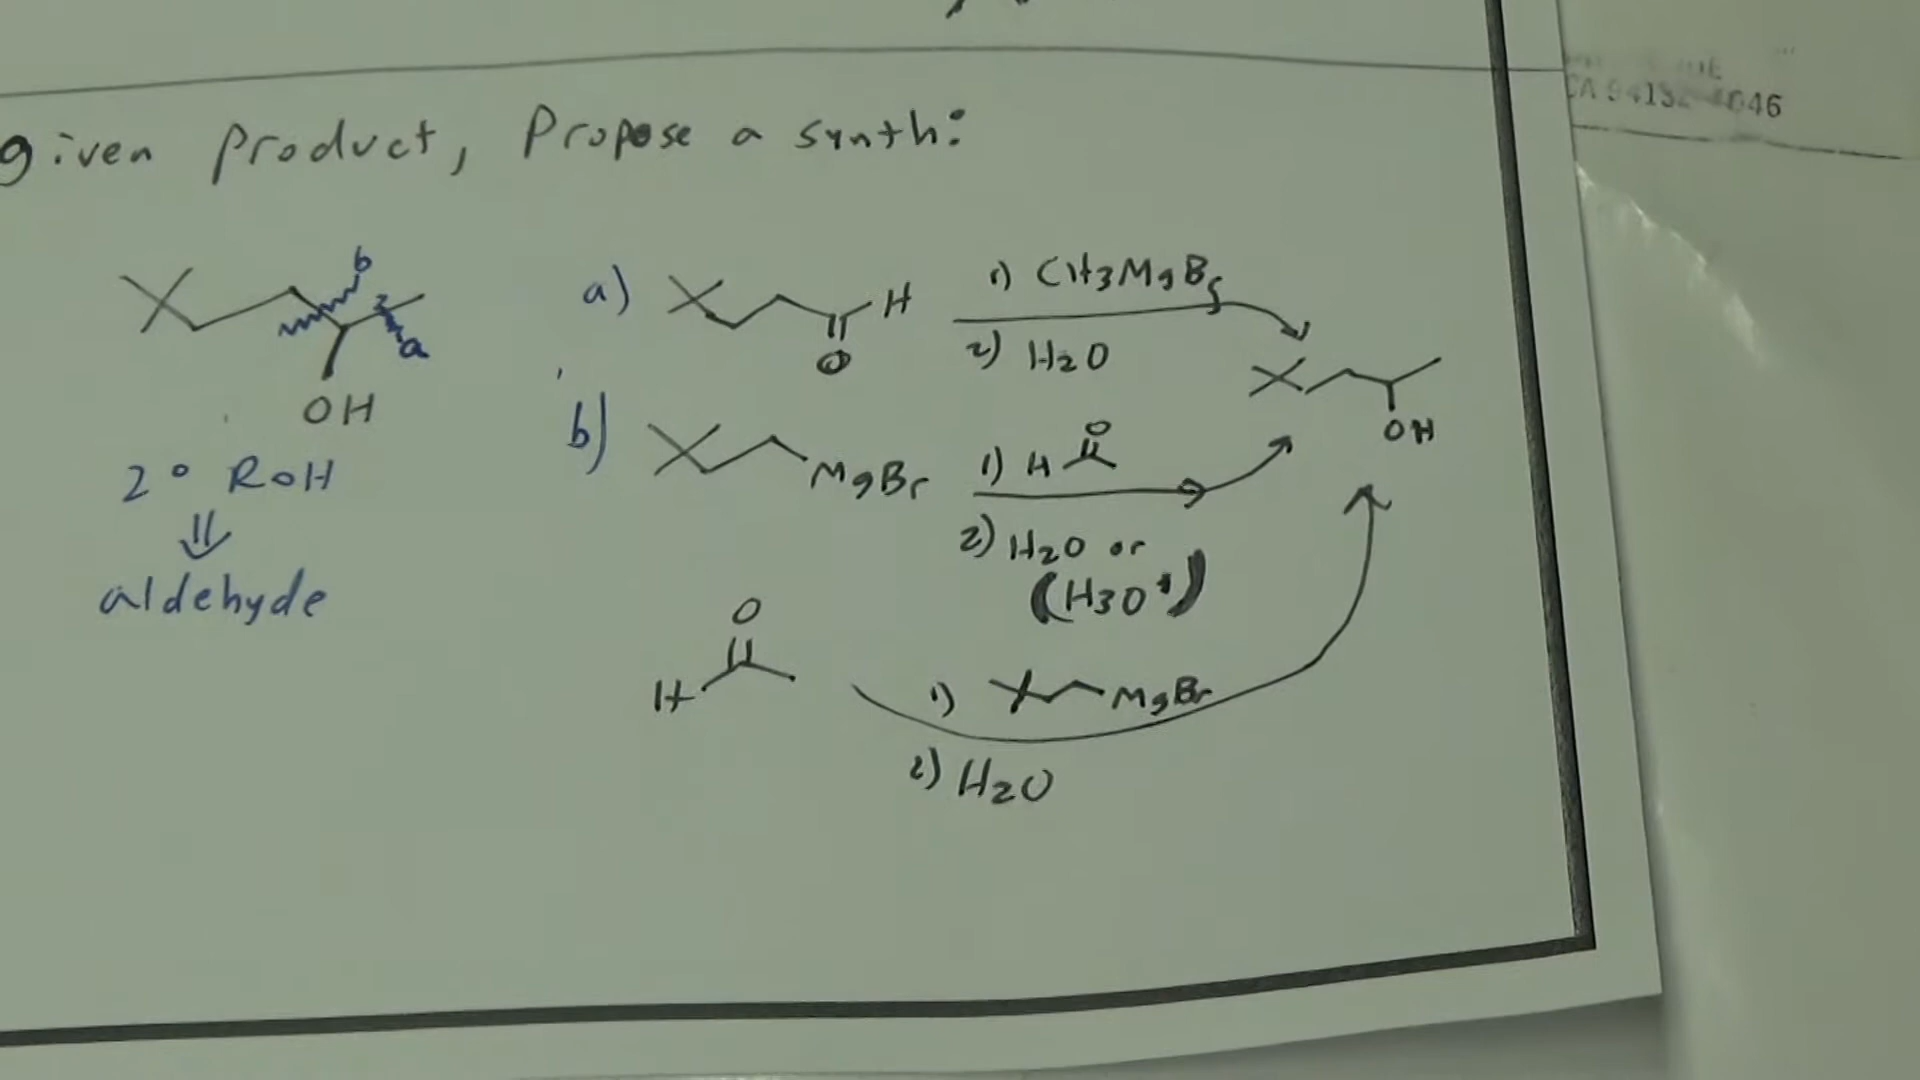 CA 94132-4046
given product, Propose a synth:
b
a
OH
2° ROH
⇓
aldehyde
a)
H
O
1) CH3MgBr
2) H2O
OH
b)
MgBr
1) H
O
2) H2O or
(H3O+)
O
H
1)
MgBr
2) H2O